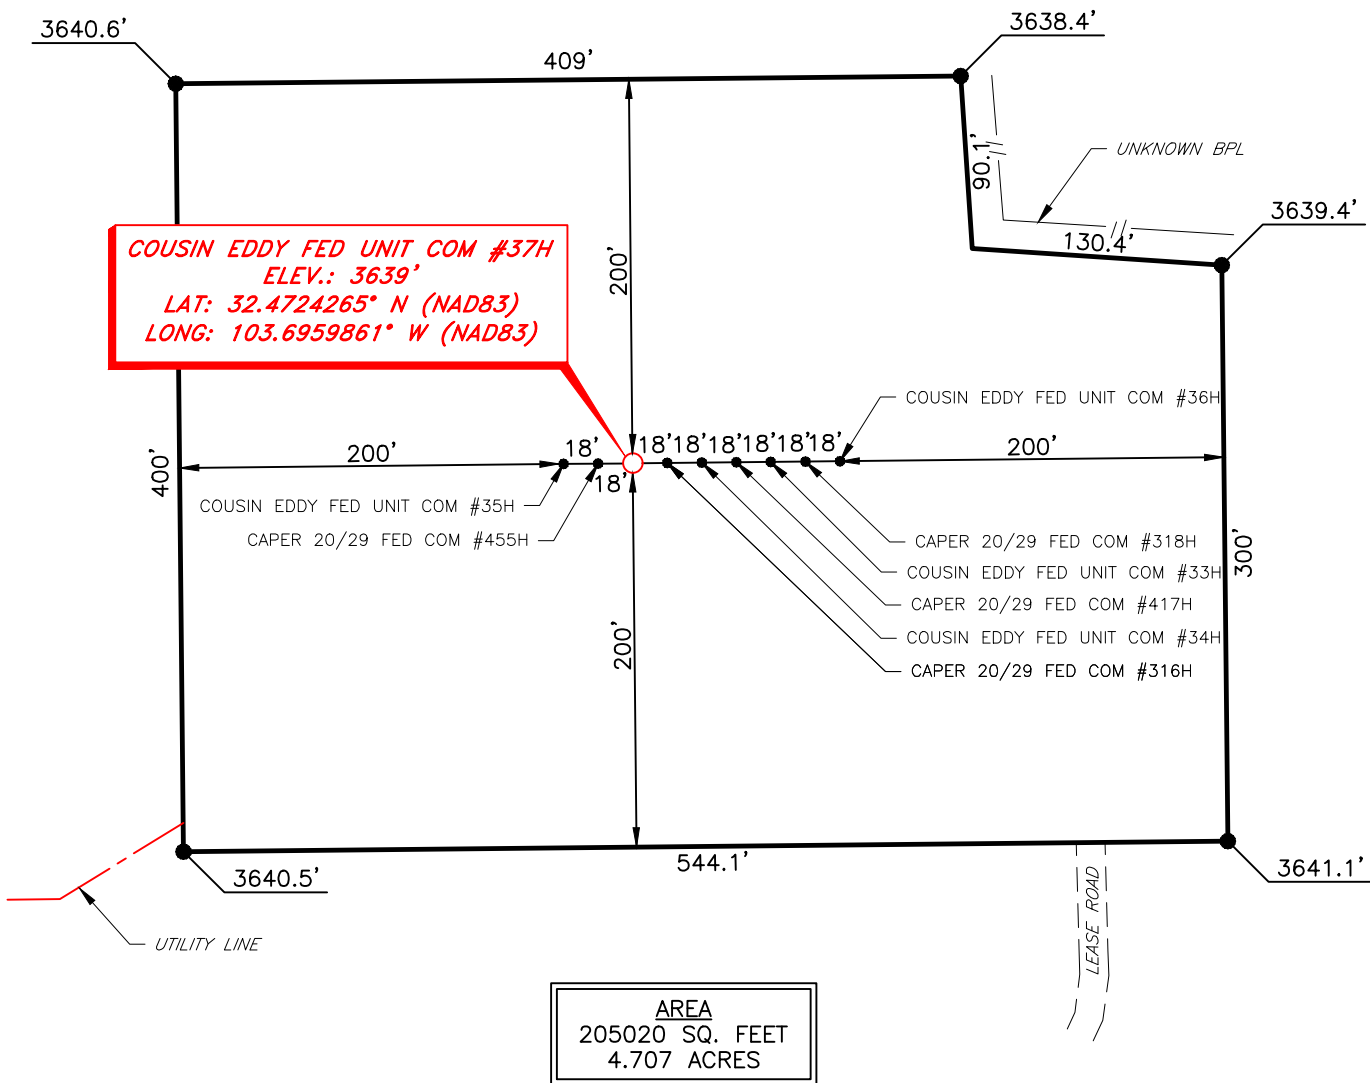 3640.6'
3638.4'
409'
90.1'
UNKNOWN BPL
3639.4'
130.4'
COUSIN EDDY FED UNIT COM #37H
ELEV.: 3639'
LAT: 32.4724265° N (NAD83)
LONG: 103.6959861° W (NAD83)
200'
COUSIN EDDY FED UNIT COM #36H
400'
200'
18'
18'
18'
18'
18'
18'
18'
18'
200'
COUSIN EDDY FED UNIT COM #35H
CAPER 20/29 FED COM #455H
CAPER 20/29 FED COM #318H
COUSIN EDDY FED UNIT COM #33H
CAPER 20/29 FED COM #417H
COUSIN EDDY FED UNIT COM #34H
CAPER 20/29 FED COM #316H
300'
200'
544.1'
3640.5'
3641.1'
UTILITY LINE
LEASE ROAD
AREA
205020 SQ. FEET
4.707 ACRES